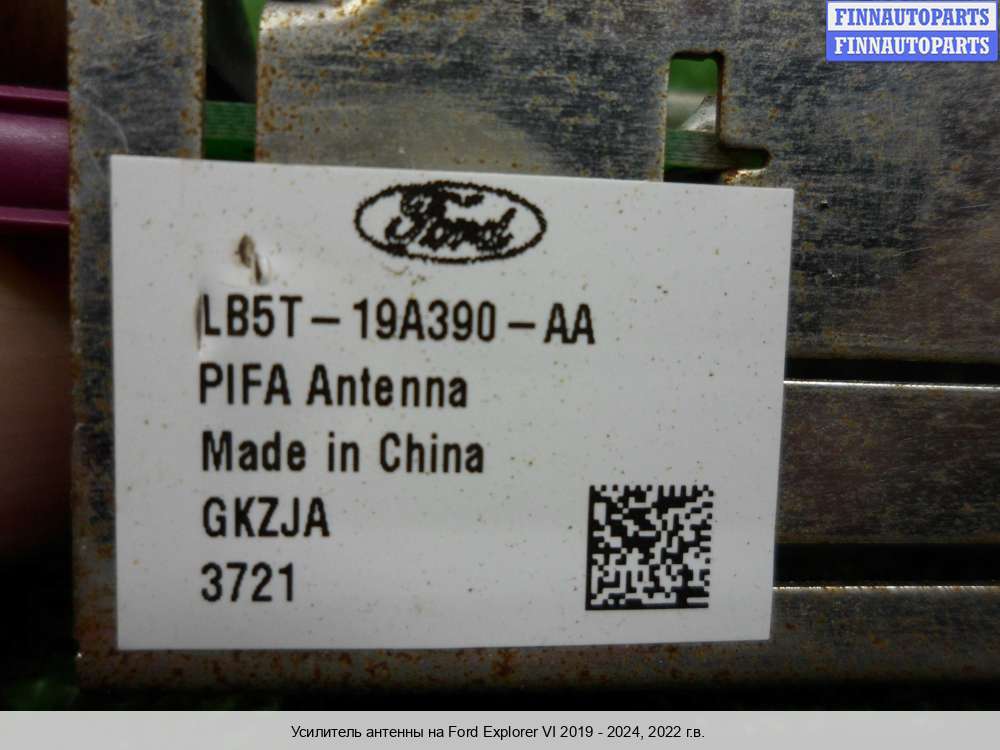 FINNAUTOPARTS
FINNAUTOPARTS
Ford
LB5T-19A390-AA
PIFA Antenna
Made in China
GKZJA
3721
Усилитель антенны на Ford Explorer VI 2019 - 2024, 2022 г.в.